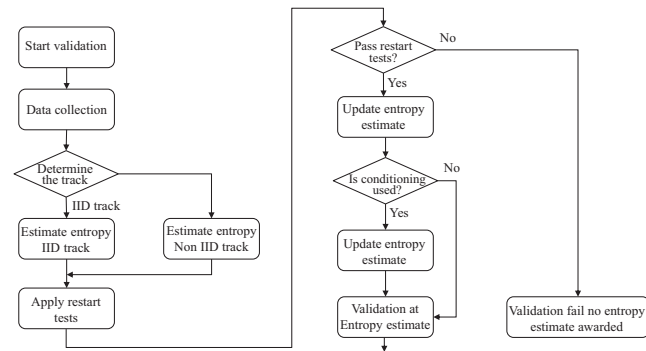 Start validation
Data collection
Determine
the track
IID track
Estimate entropy
IID track
Estimate entropy
Non IID track
Apply restart
tests
Pass restart
tests?
No
Yes
Update entropy
estimate
Is conditioning
used?
No
Yes
Update entropy
estimate
Validation at
Entropy estimate
Validation fail no entropy
estimate awarded